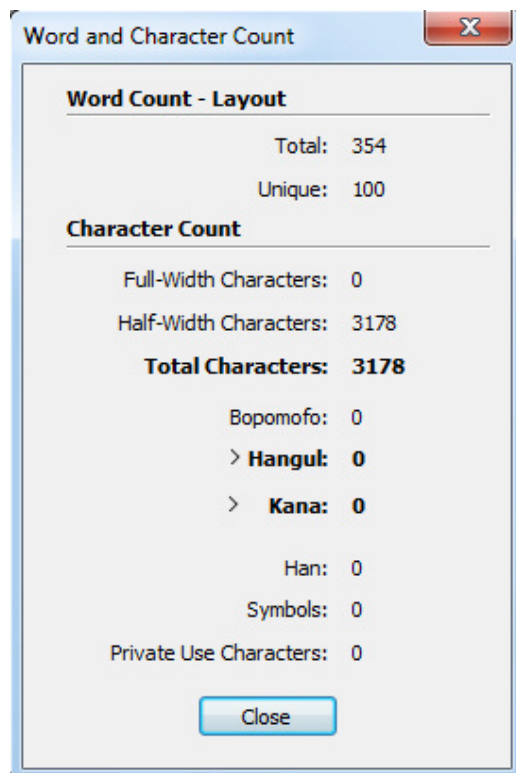 Word and Character Count
Word Count - Layout
Total: 354
Unique: 100
Character Count
Full-Width Characters: 0
Half-Width Characters: 3178
Total Characters: 3178
Bopomofo: 0
> Hangul: 0
> Kana: 0
Han: 0
Symbols: 0
Private Use Characters: 0
Close